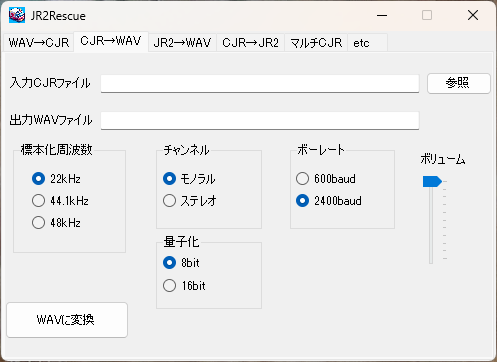 JR2Rescue
WAV→CJR CJR→WAV JR2→WAV CJR→JR2 マルチCJR etc
入力CJRファイル 参照
出力WAVファイル
標本化周波数 チャンネル ボーレート ボリューム
22kHz モノラル 600baud
44.1kHz ステレオ 2400baud
48kHz
量子化
8bit
16bit
WAVに変換